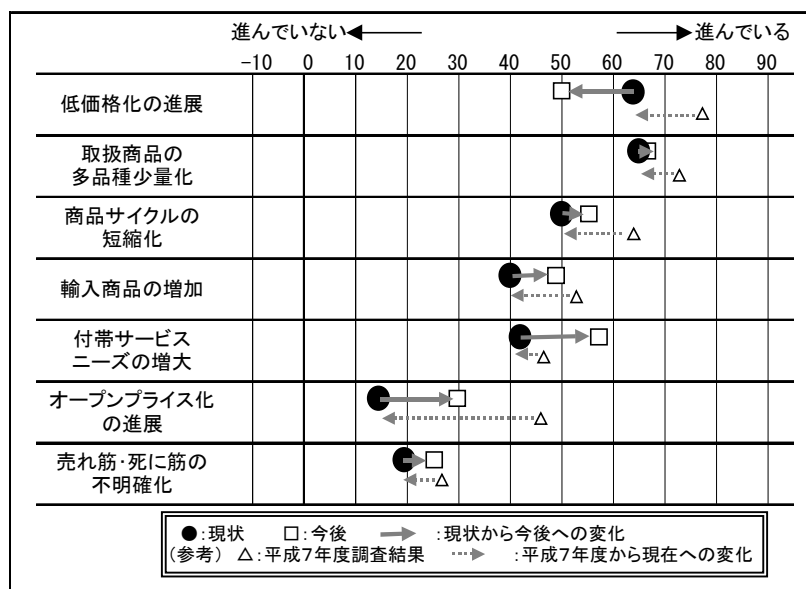 進んでいない 進んでいる
－10 0 10 20 30 40 50 60 70 80 90
低価格化の進展
取扱商品の
多品種少量化
商品サイクルの
短縮化
輸入商品の増加
付帯サービス
ニーズの増大
オープンプライス化
の進展
売れ筋・死に筋の
不明確化
●：現状 □：今後 ：現状から今後への変化
(参考) △：平成７年度調査結果 ：平成７年度から現在への変化